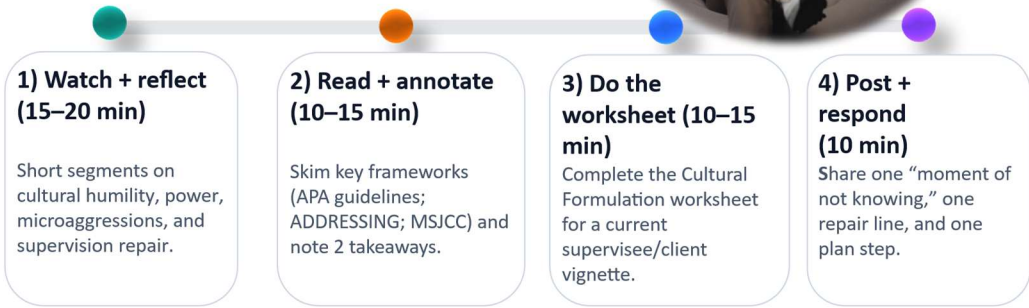 1) Watch + reflect
(15–20 min)
Short segments on
cultural humility, power,
microaggressions, and
supervision repair.
2) Read + annotate
(10–15 min)
Skim key frameworks
(APA guidelines;
ADDRESSING; MSJCC) and
note 2 takeaways.
3) Do the
worksheet (10–15
min)
Complete the Cultural
Formulation worksheet
for a current
supervisee/client
vignette.
4) Post +
respond
(10 min)
Share one “moment of
not knowing,” one
repair line, and one
plan step.